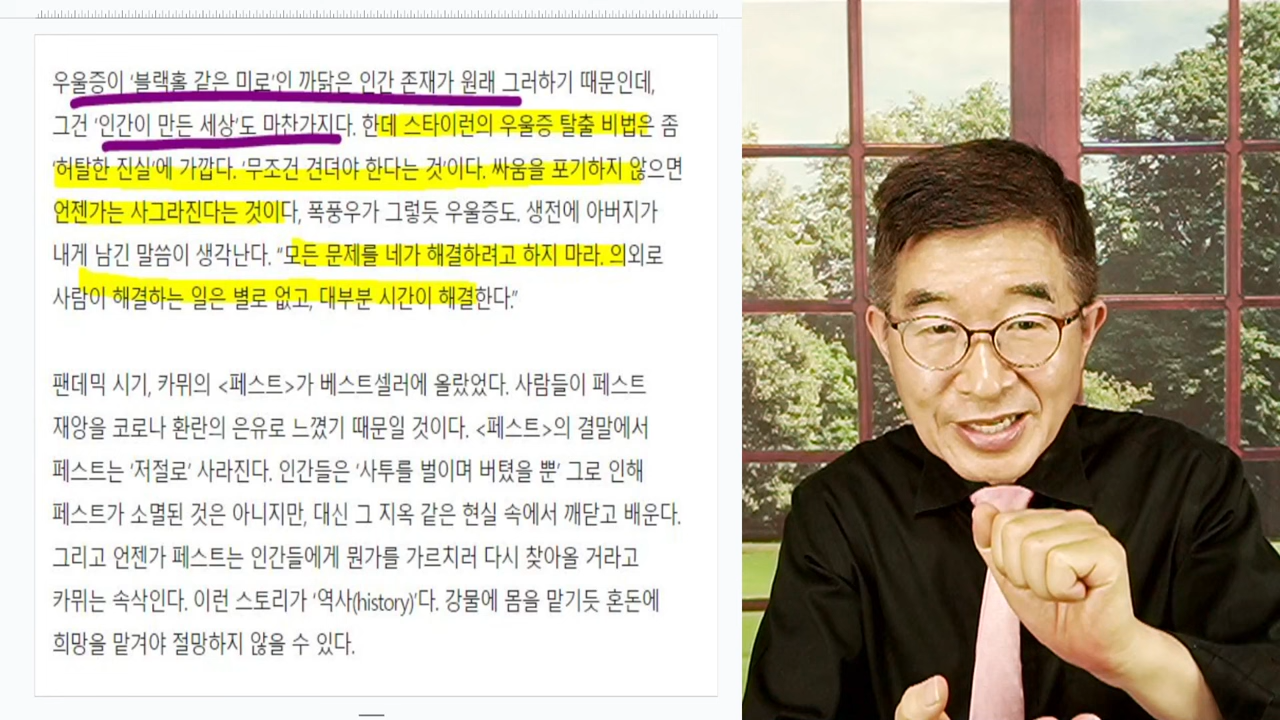 우울증이 ‘블랙홀 같은 미로’인 까닭은 인간 존재가 원래 그러하기 때문인데,
그건 ‘인간이 만든 세상’도 마찬가지다. 한데 스타이런의 우울증 탈출 비법은 좀
‘허탈한 진실’에 가깝다. ‘무조건 견뎌야 한다는 것’이다. 싸움을 포기하지 않으면
언젠가는 사그라진다는 것이다, 폭풍우가 그렇듯 우울증도. 생전에 아버지가
내게 남긴 말씀이 생각난다. “모든 문제를 네가 해결하려고 하지 마라. 의외로
사람이 해결하는 일은 별로 없고, 대부분 시간이 해결한다.”
팬데믹 시기, 카뮈의 <페스트>가 베스트셀러에 올랐었다. 사람들이 페스트
재앙을 코로나 환란의 은유로 느꼈기 때문일 것이다. <페스트>의 결말에서
페스트는 ‘저절로’ 사라진다. 인간들은 ‘사투를 벌이며 버텼을 뿐’ 그로 인해
페스트가 소멸된 것은 아니지만, 대신 그 지옥 같은 현실 속에서 깨닫고 배운다.
그리고 언젠가 페스트는 인간들에게 뭔가를 가르치러 다시 찾아올 거라고
카뮈는 속삭인다. 이런 스토리가 ‘역사(history)’다. 강물에 몸을 맡기듯 혼돈에
희망을 맡겨야 절망하지 않을 수 있다.